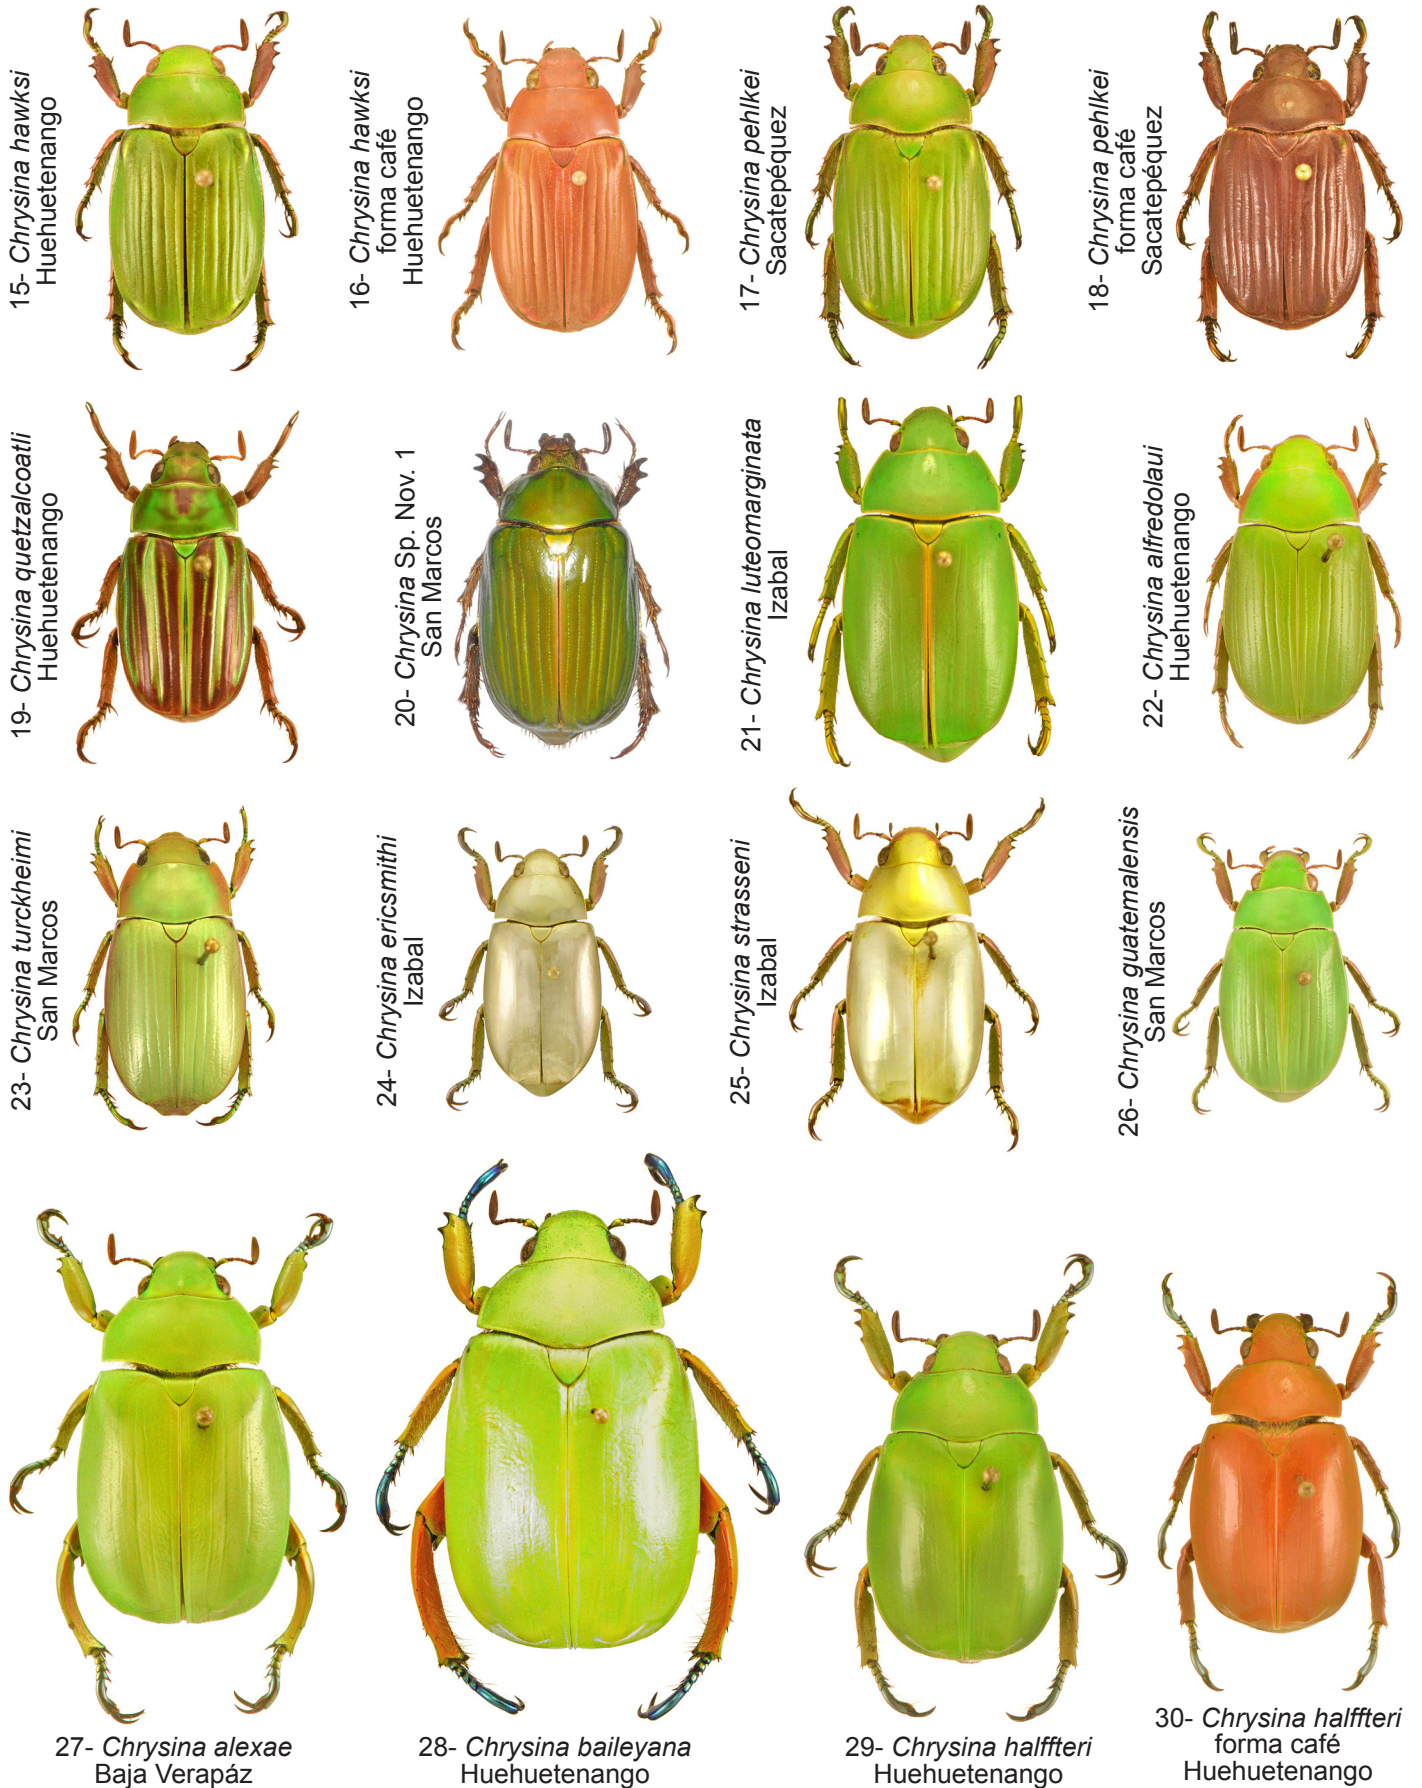 15- Chrysina hawksi
Huehuetenango
16- Chrysina hawksi
forma café
Huehuetenango
17- Chrysina pehlkei
Sacatepéquez
18- Chrysina pehlkei
forma café
Sacatepéquez
19- Chrysina quetzalcoatli
Huehuetenango
20- Chrysina Sp. Nov. 1
San Marcos
21- Chrysina luteomarginata
Izabal
22- Chrysina alfredolaui
Huehuetenango
23- Chrysina turckheimi
San Marcos
24- Chrysina ericsmithi
Izabal
25- Chrysina strasseni
Izabal
26- Chrysina guatemalensis
San Marcos
27- Chrysina alexae
Baja Verapáz
28- Chrysina baileyana
Huehuetenango
29- Chrysina halffteri
Huehuetenango
30- Chrysina halffteri
forma café
Huehuetenango